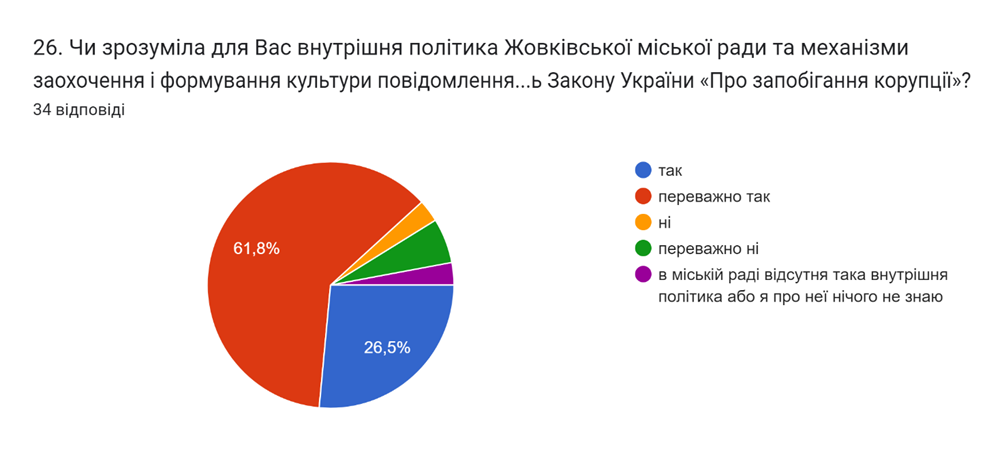 26. Чи зрозуміла для Вас внутрішня політика Жовківської міської ради та механізми
заохочення і формування культури повідомлення...ь Закону України «Про запобігання корупції»?
34 відповіді
так
переважно так
ні
переважно ні
в міській раді відсутня така внутрішня
політика або я про неї нічого не знаю
61,8%
26,5%